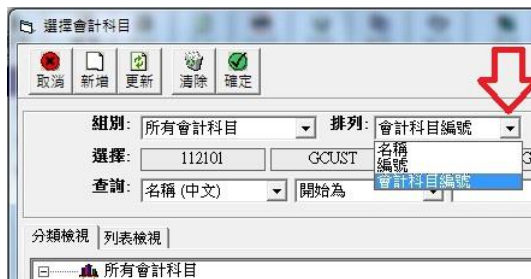 選擇會計科目
取消 新增 更新 清除 確定
組別: 所有會計科目 排列: 會計科目編號
選擇: 112101 GCUST
名稱
編號
會計科目編號
查詢: 名稱 (中文) 開始為
分類檢視 列表檢視
所有會計科目